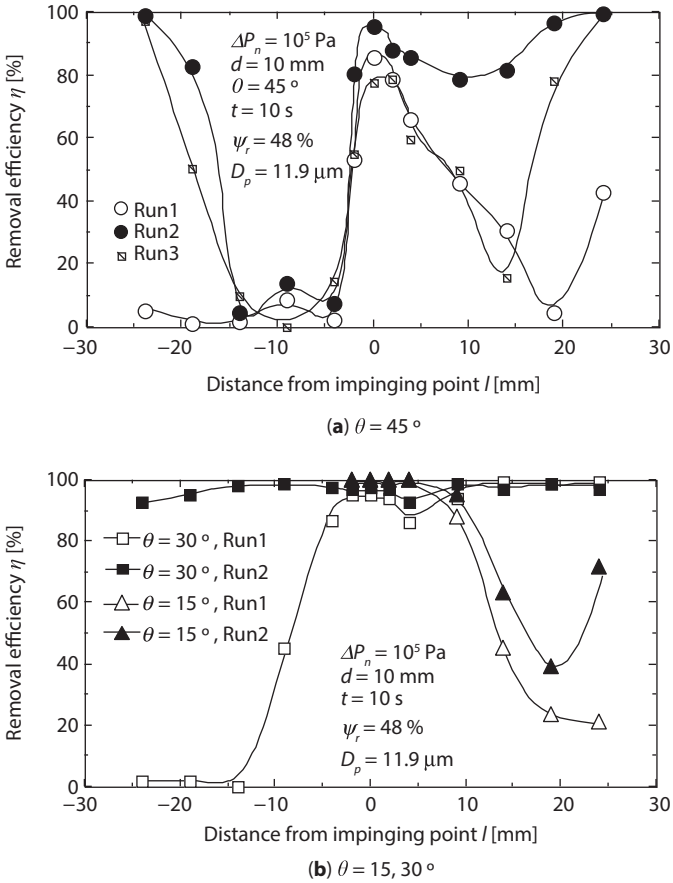 100
80
60
40
20
0
Removal efficiency η [%]
ΔPn = 10⁵ Pa
d = 10 mm
θ = 45 º
t = 10 s
ψr = 48 %
Dp = 11.9 μm
Run1
Run2
Run3
−30 −20 −10 0 10 20 30
Distance from impinging point l [mm]
(a) θ = 45 º
100
80
60
40
20
0
Removal efficiency η [%]
θ = 30 º , Run1
θ = 30 º , Run2
θ = 15 º , Run1
θ = 15 º , Run2
ΔPn = 10⁵ Pa
d = 10 mm
t = 10 s
ψr = 48 %
Dp = 11.9 μm
−30 −20 −10 0 10 20 30
Distance from impinging point l [mm]
(b) θ = 15, 30 º